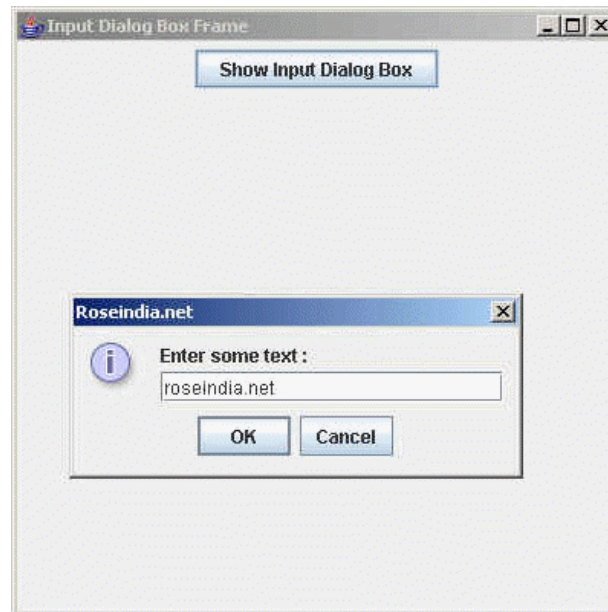 Input Dialog Box Frame
Show Input Dialog Box
Roseindia.net
i
Enter some text :
roseindia.net
OK
Cancel